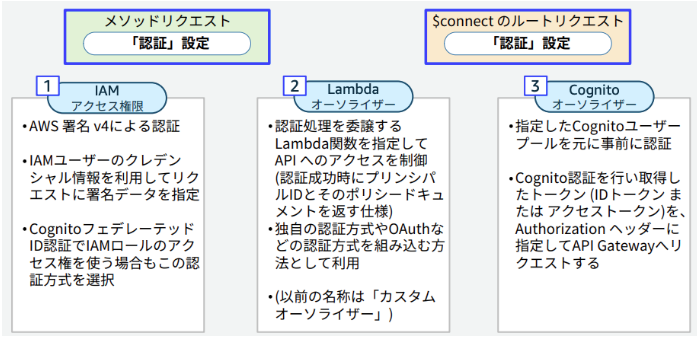 メソッドリクエスト
「認証」設定
$connect のルートリクエスト
「認証」設定
1
IAM
アクセス権限
•AWS 署名 v4による認証
•IAMユーザーのクレデン
シャル情報を利用してリク
エストに署名データを指定
•Cognitoフェデレーテッド
ID認証でIAMロールのアク
セス権を使う場合もこの認
証方式を選択
2
Lambda
オーソライザー
•認証処理を委譲する
Lambda関数を指定して
API へのアクセスを制御
(認証成功時にプリンシパ
ルIDとそのポリシードキュ
メントを返す仕様)
•独自の認証方式やOAuthな
どの認証方式を組み込む方
法として利用
•(以前の名称は「カスタム
オーソライザー」)
3
Cognito
オーソライザー
•指定したCognitoユーザー
プールを元に事前に認証
•Cognito認証を行い取得し
たトークン (IDトークン ま
たは アクセストークン)を、
Authorization ヘッダーに
指定してAPI Gatewayへリ
クエストする